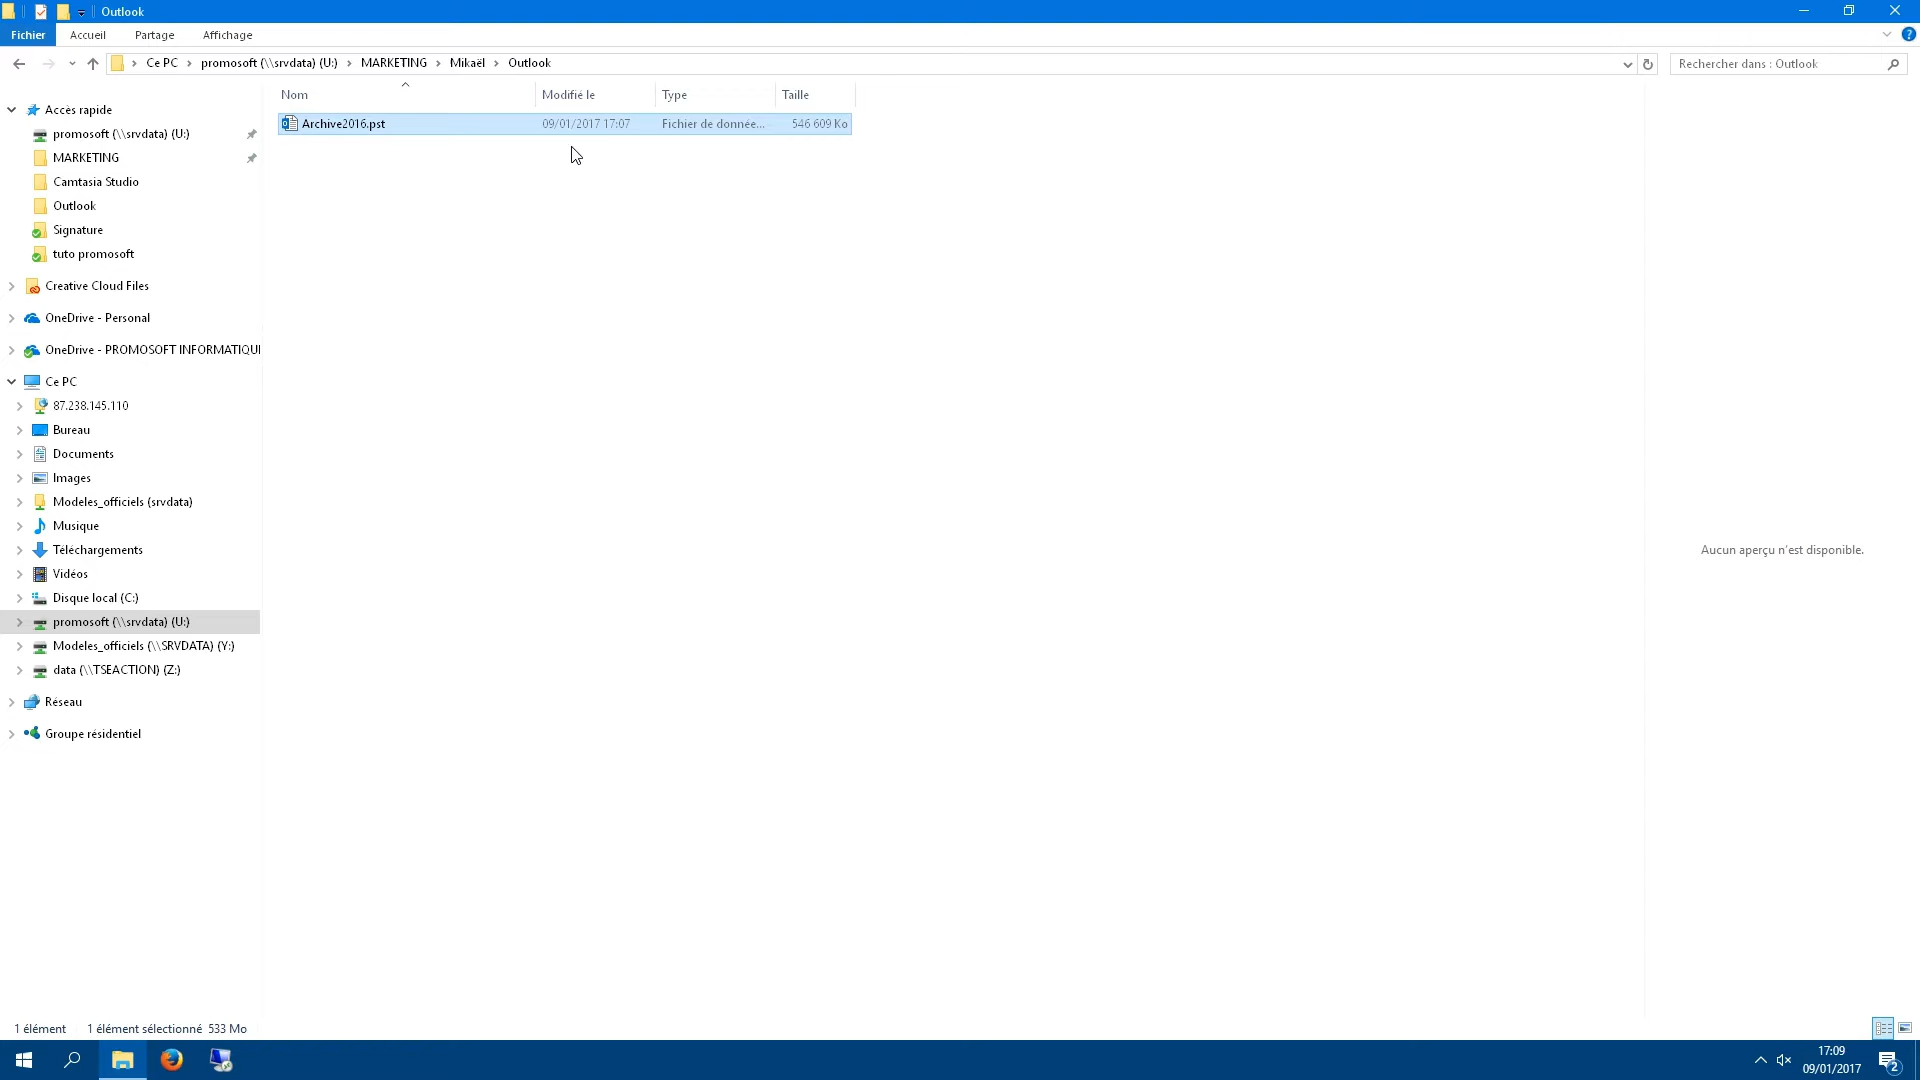 Outlook
Fichier Accueil Partage Affichage
Ce PC promosoft (\\srvdata) (U:) MARKETING Mikaël Outlook
Rechercher dans : Outlook
Nom Modifié le Type Taille
Archive2016.pst 09/01/2017 17:07 Fichier de donnée... 546 609 Ko
Accès rapide
promosoft (\\srvdata) (U:)
MARKETING
Camtasia Studio
Outlook
Signature
tuto promosoft
Creative Cloud Files
OneDrive - Personal
OneDrive - PROMOSOFT INFORMATIQUI
Ce PC
87.238.145.110
Bureau
Documents
Images
Modeles_officiels (srvdata)
Musique
Téléchargements
Vidéos
Disque local (C:)
promosoft (\\srvdata) (U:)
Modeles_officiels (\\SRVDATA) (Y:)
data (\\TSEACTION) (Z:)
Réseau
Groupe résidentiel
Aucun aperçu n'est disponible.
1 élément 1 élément sélectionné 533 Mo
17:09
09/01/2017
2